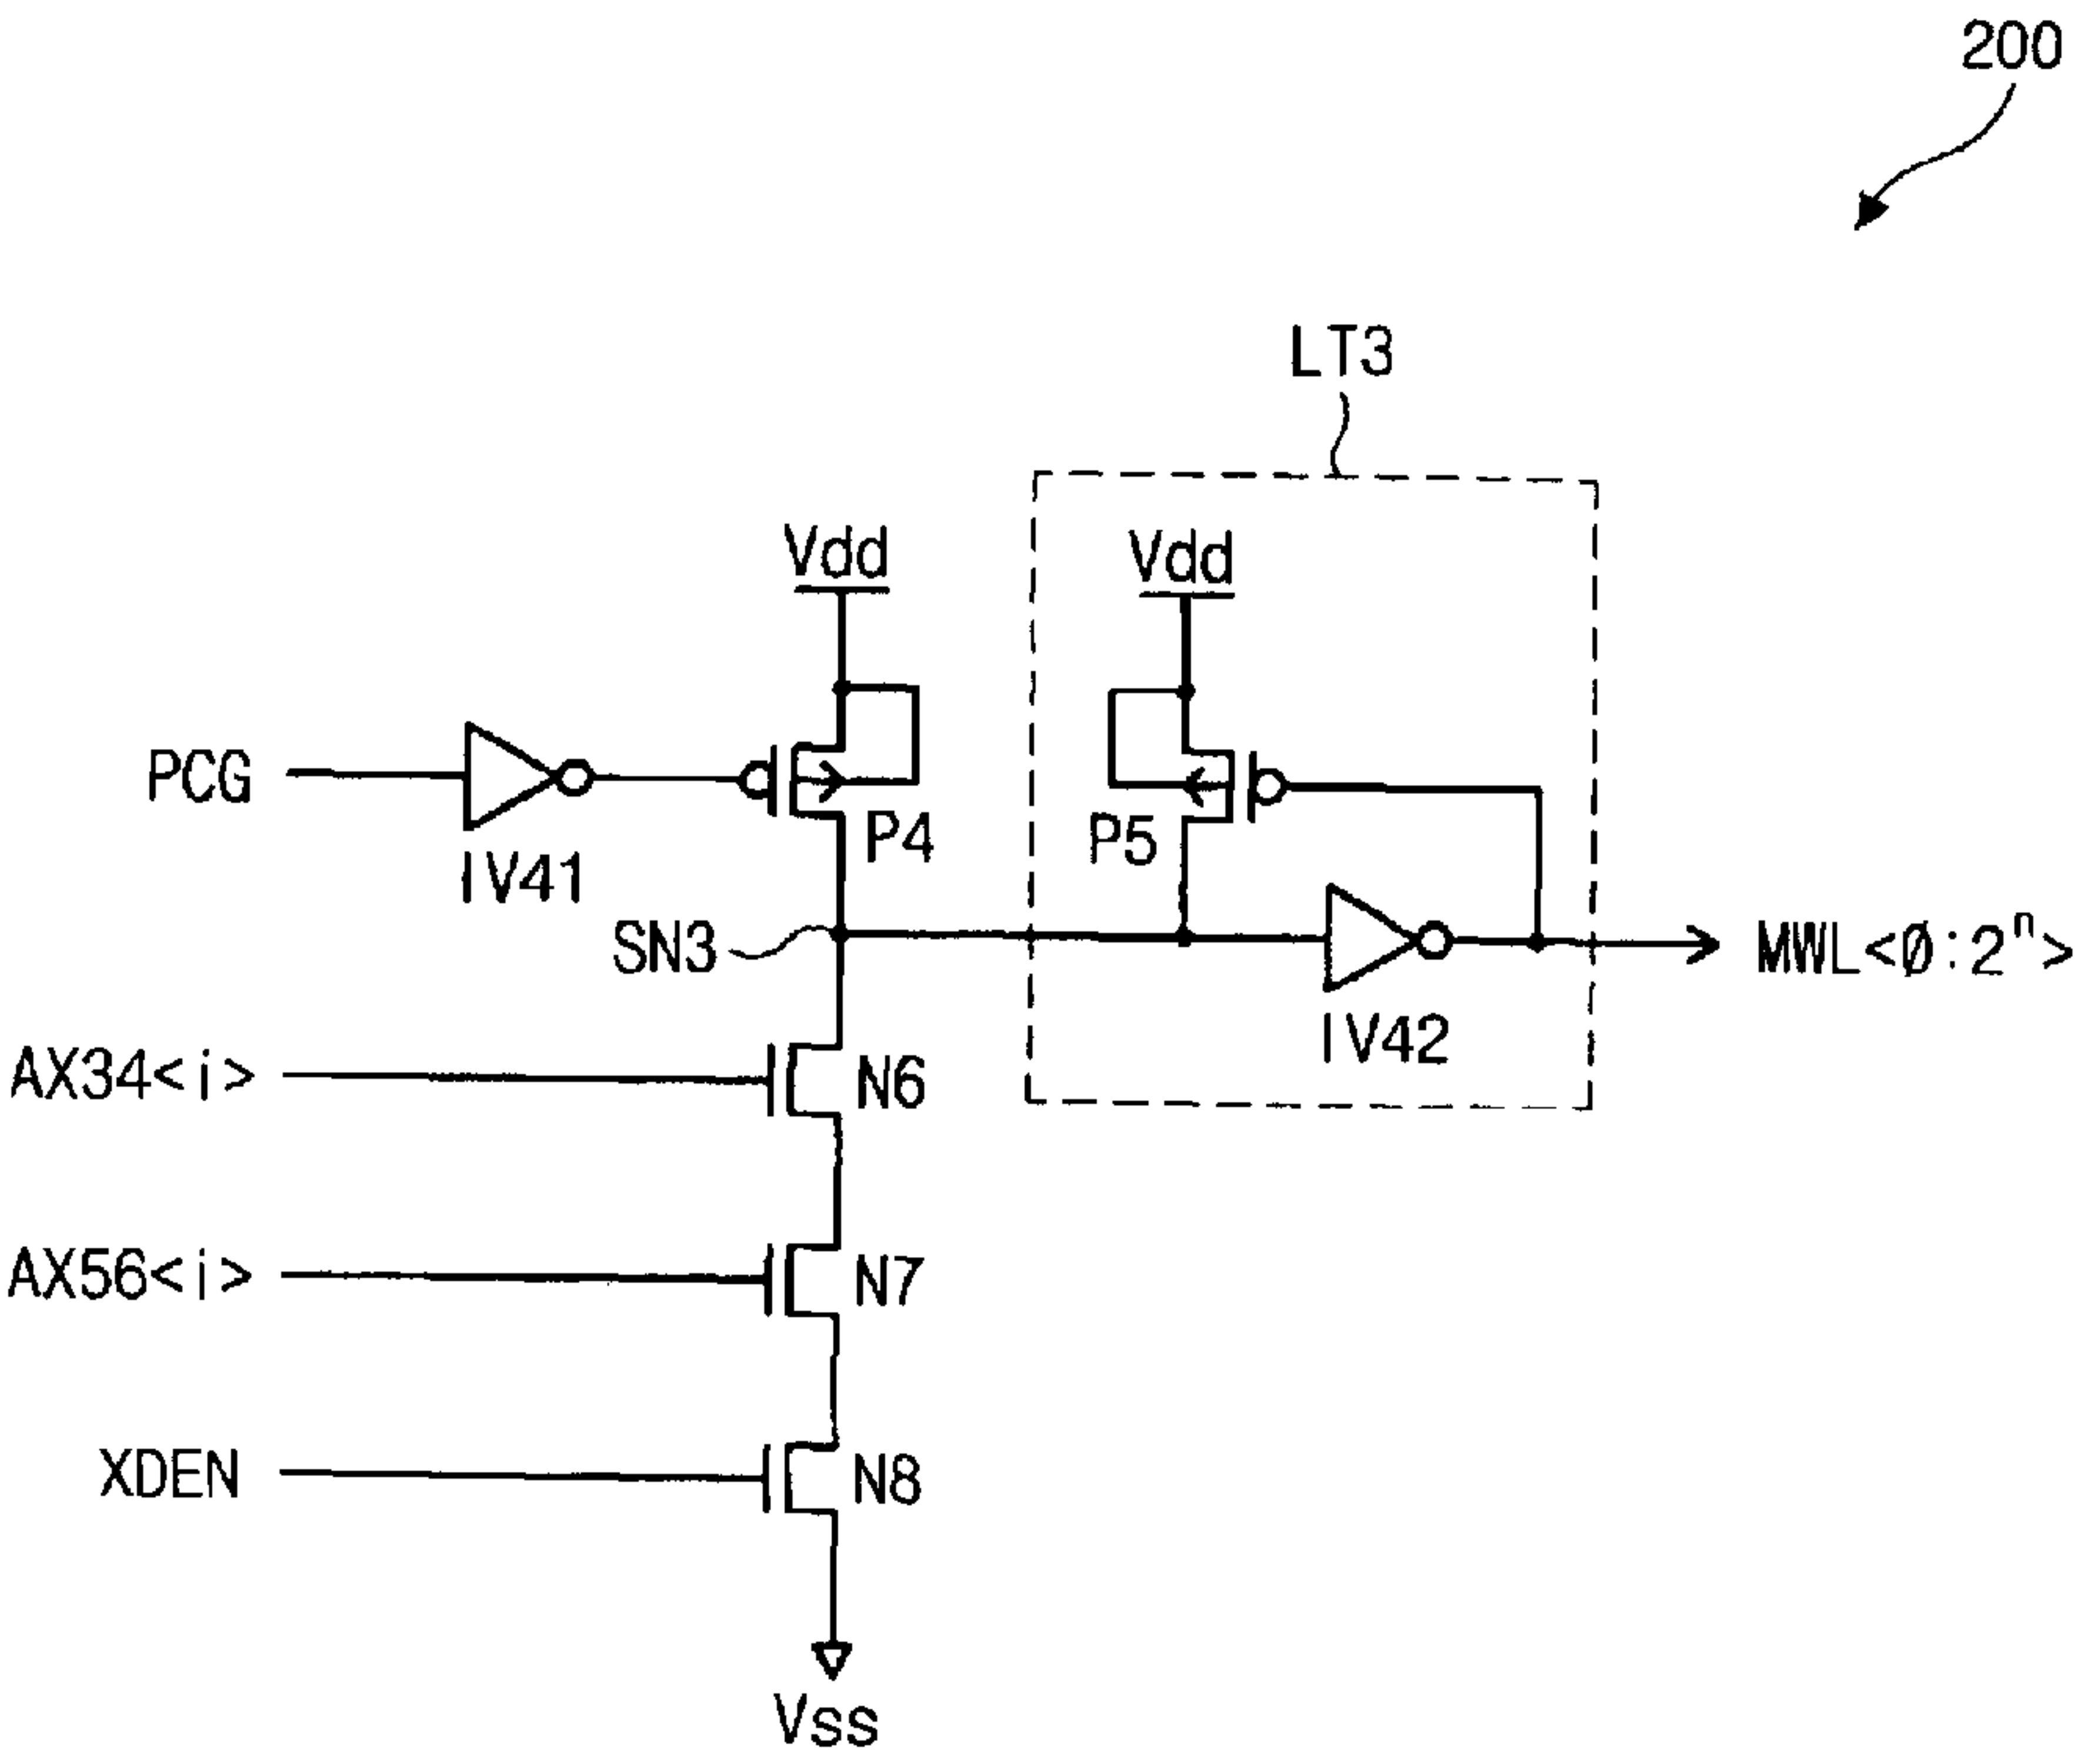 200
LT3
Vdd
Vdd
PCG
IV41
P4
P5
SN3
IV42
MWL<Ø:2ⁿ>
AX34<i>
N6
AX56<i>
N7
XDEN
N8
Vss